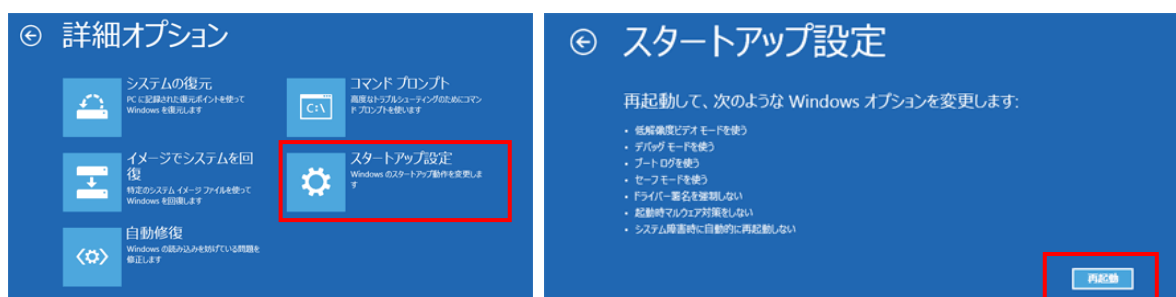 詳細オプション
システムの復元
PC に記録された復元ポイントを使って
Windows を復元します
コマンド プロンプト
高度なトラブルシューティングのためにコマン
ド プロンプトを使います
C:\
イメージでシステムを回
復
特定のシステム イメージ ファイルを使って
Windows を回復します
スタートアップ設定
Windows のスタートアップ動作を変更しま
す
自動修復
Windows の読み込みを妨げている問題を
修正します
スタートアップ設定
再起動して、次のような Windows オプションを変更します:
• 低解像度ビデオ モードを使う
• デバッグ モードを使う
• ブート ログを使う
• セーフ モードを使う
• ドライバー署名を強制しない
• 起動時マルウェア対策をしない
• システム障害時に自動的に再起動しない
再起動